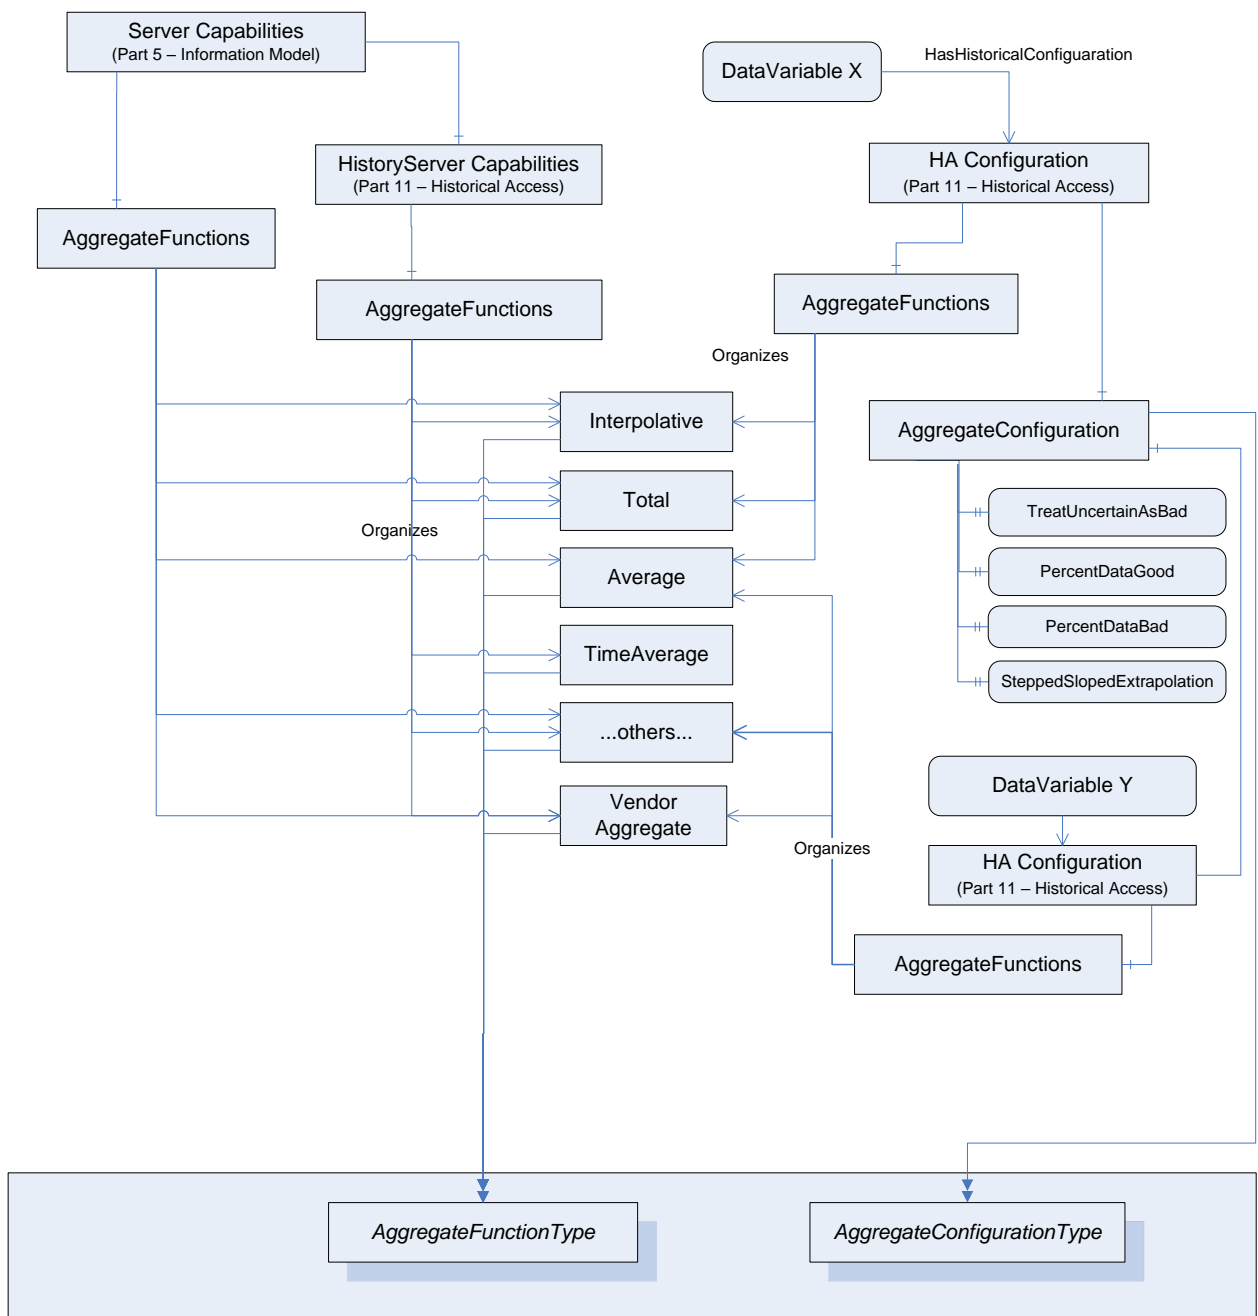 Server Capabilities
(Part 5 – Information Model)
DataVariable X
HasHistoricalConfiguaration
HistoryServer Capabilities
(Part 11 – Historical Access)
HA Configuration
(Part 11 – Historical Access)
AggregateFunctions
AggregateFunctions
AggregateFunctions
Organizes
Interpolative
AggregateConfiguration
Total
TreatUncertainAsBad
Organizes
Average
PercentDataGood
PercentDataBad
TimeAverage
SteppedSlopedExtrapolation
...others...
DataVariable Y
Vendor
Aggregate
Organizes
HA Configuration
(Part 11 – Historical Access)
AggregateFunctions
AggregateFunctionType
AggregateConfigurationType